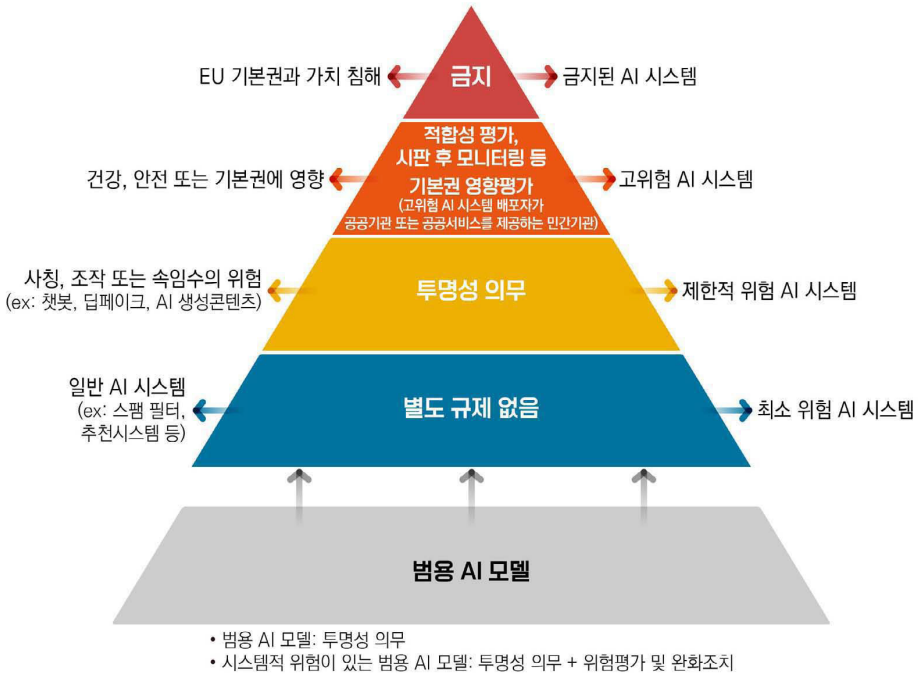 금지
EU 기본권과 가치 침해
금지된 AI 시스템
적합성 평가,
시판 후 모니터링 등
기본권 영향평가
(고위험 AI 시스템 배포자가
공공기관 또는 공공서비스를 제공하는 민간기관)
건강, 안전 또는 기본권에 영향
고위험 AI 시스템
사칭, 조작 또는 속임수의 위험
(ex: 챗봇, 딥페이크, AI 생성콘텐츠)
투명성 의무
제한적 위험 AI 시스템
일반 AI 시스템
(ex: 스팸 필터,
추천시스템 등)
별도 규제 없음
최소 위험 AI 시스템
범용 AI 모델
• 범용 AI 모델: 투명성 의무
• 시스템적 위험이 있는 범용 AI 모델: 투명성 의무 + 위험평가 및 완화조치